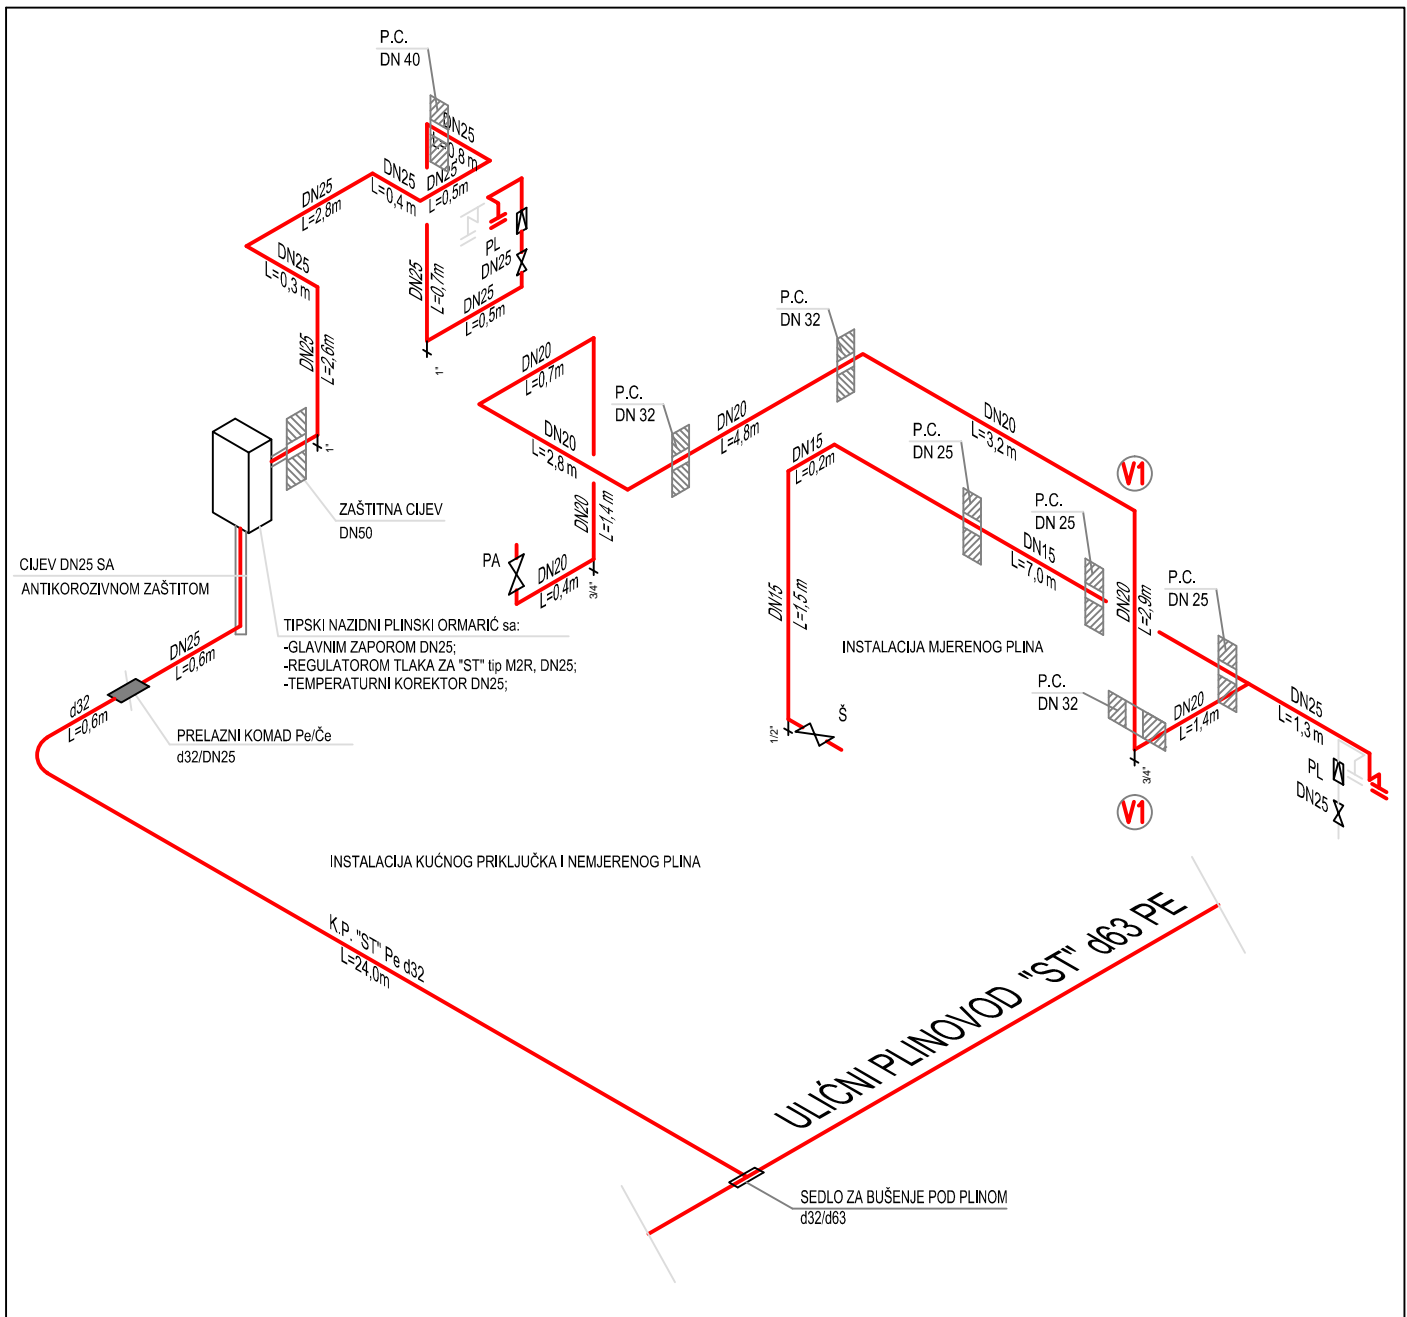 P.C.
DN 40
DN25
L=0,8 m
DN25
L=0,5m
DN25
L=0,4 m
DN25
L=2,8m
DN25
L=0,3 m
DN25
L=2,6m
1"
DN25
L=0,7m
1"
DN25
L=0,5m
PL
DN25
DN20
L=0,7m
DN20
L=2,8 m
P.C.
DN 32
DN20
L=4,8m
P.C.
DN 32
DN20
L=3,2 m
V1
DN15
L=0,2m
P.C.
DN 25
P.C.
DN 25
DN15
L=7,0 m
DN20
L=2,9m
P.C.
DN 25
ZAŠTITNA CIJEV
DN50
DN20
L=1,4 m
PA
DN20
L=0,4m
3/4"
DN15
L=1,5m
INSTALACIJA MJERENOG PLINA
CIJEV DN25 SA
ANTIKOROZIVNOM ZAŠTITOM
TIPSKI NAZIDNI PLINSKI ORMARIĆ sa:
-GLAVNIM ZAPOROM DN25;
-REGULATOROM TLAKA ZA "ST" tip M2R, DN25;
-TEMPERATURNI KOREKTOR DN25;
DN25
L=0,6m
d32
L=0,6m
PRELAZNI KOMAD Pe/Če
d32/DN25
1/2"
Š
P.C.
DN 32
DN20
L=1,4m
3/4"
DN25
L=1,3 m
PL
DN25
V1
INSTALACIJA KUĆNOG PRIKLJUČKA I NEMJERENOG PLINA
K.P. "ST" Pe d32
L=24,0m
ULIĆNI PLINOVOD "ST" d63 PE
SEDLO ZA BUŠENJE POD PLINOM
d32/d63